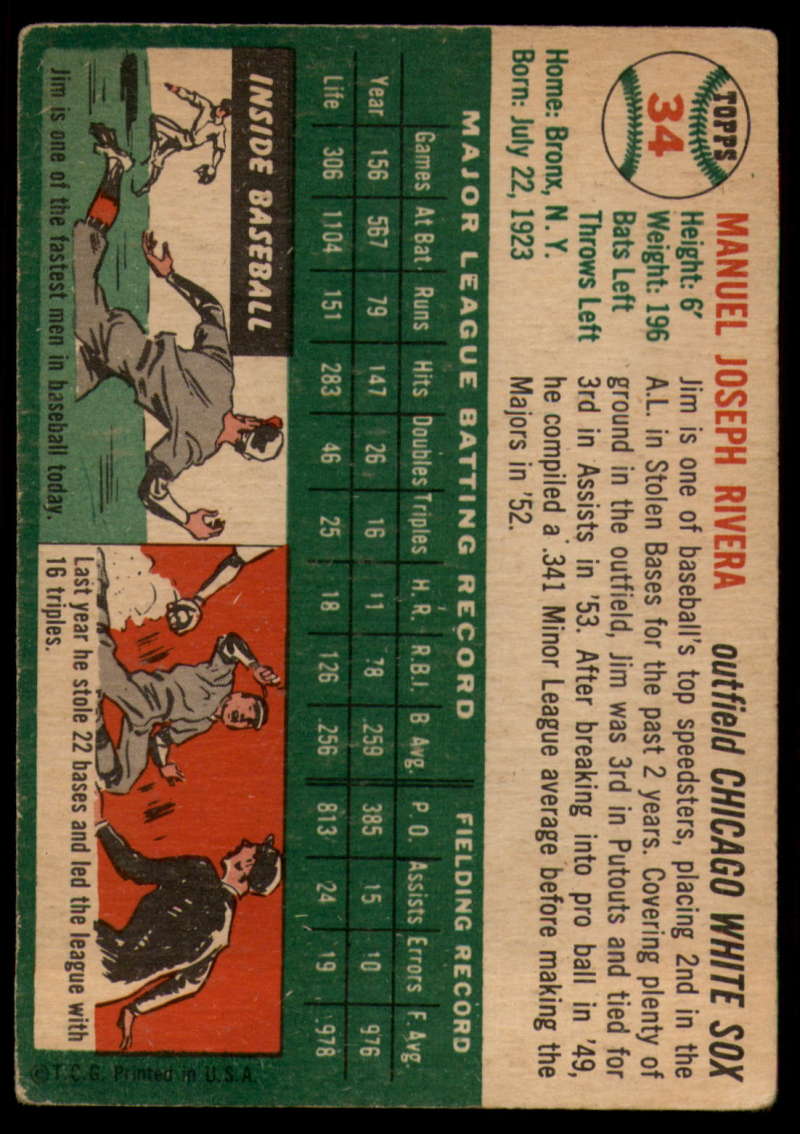 TOPPS
34
MANUEL JOSEPH RIVERA
outfield CHICAGO WHITE SOX
Height: 6'
Weight: 196
Bats Left
Throws Left
Home: Bronx, N. Y.
Born: July 22, 1923
Jim is one of baseball's top speedsters, placing 2nd in the
A.L. in Stolen Bases for the past 2 years. Covering plenty of
ground in the outfield, Jim was 3rd in Putouts and tied for
3rd in Assists in '53. After breaking into pro ball in '49,
he compiled a .341 Minor League average before making the
Majors in '52.
MAJOR LEAGUE BATTING RECORD FIELDING RECORD
Games At Bat Runs Hits Doubles Triples H. R. R.B.I. B Avg. P. O. Assists Errors F. Avg.
Year 156 567 79 147 26 16 11 78 .259 385 15 10 .976
Life 306 1104 151 283 46 25 18 126 .256 813 24 19 .978
INSIDE BASEBALL
Jim is one of the fastest men in baseball today.
Last year he stole 22 bases and led the league with
16 triples.
© T.C.G. Printed in U.S.A.